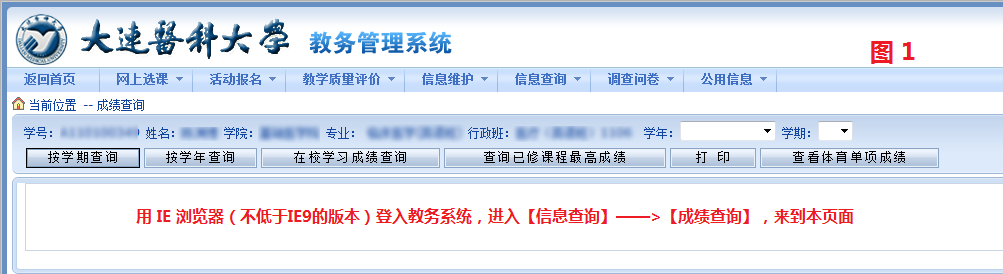 大连医科大学 教务管理系统
图 1
返回首页 网上选课 活动报名 教学质量评价 信息维护 信息查询 调查问卷 公用信息
当前位置 -- 成绩查询
学号： 姓名： 学院： 专业： 行政班： 学年： 学期：
按学期查询 按学年查询 在校学习成绩查询 查询已修课程最高成绩 打 印 查看体育单项成绩
用 IE 浏览器（不低于IE9的版本）登入教务系统，进入【信息查询】——>【成绩查询】，来到本页面